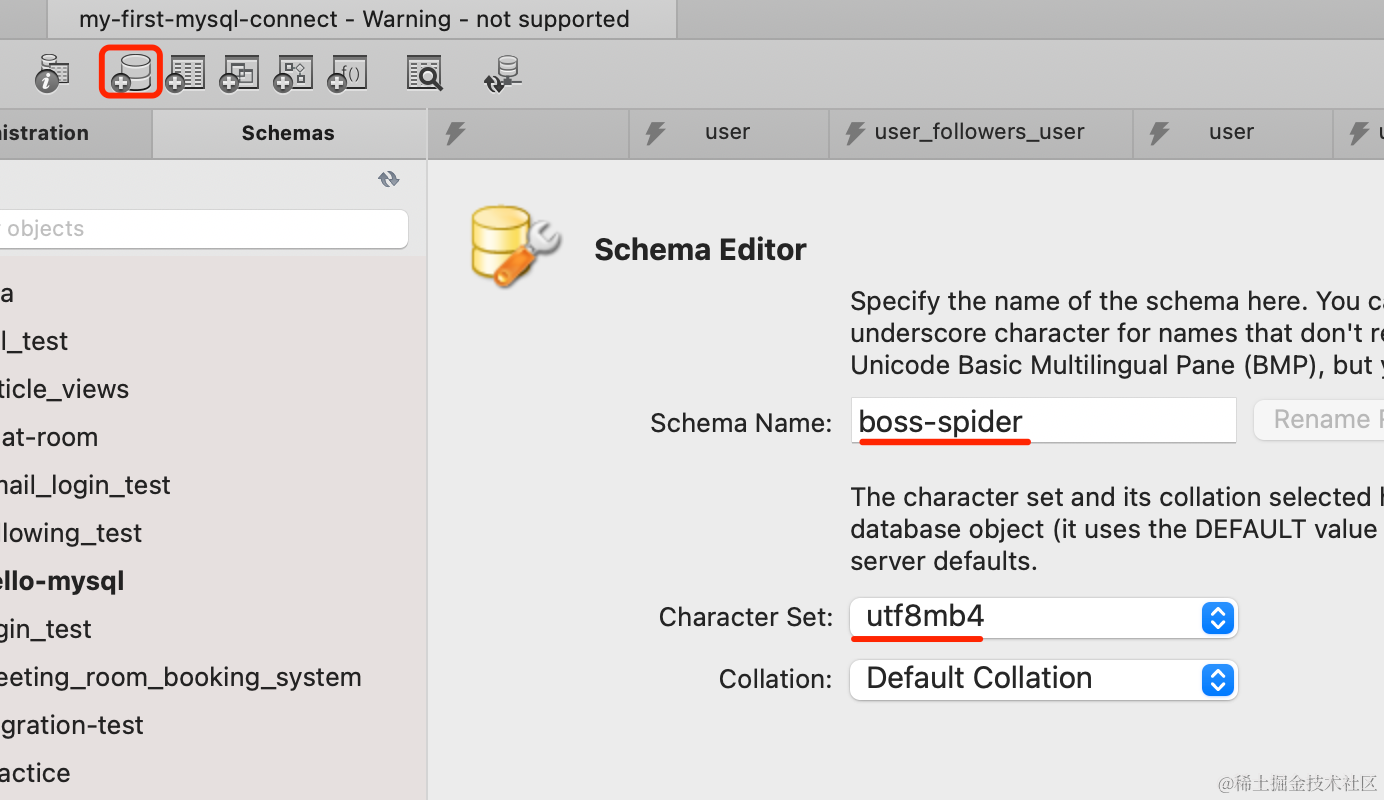 my-first-mysql-connect - Warning - not supported
istration
Schemas
user
user_followers_user
user
objects
a
l_test
ticle_views
at-room
nail_login_test
llowing_test
ello-mysql
gin_test
eeting_room_booking_system
gration-test
actice
Schema Editor
Specify the name of the schema here. You ca
underscore character for names that don't re
Unicode Basic Multilingual Pane (BMP), but y
Schema Name:
boss-spider
Rename
The character set and its collation selected h
database object (it uses the DEFAULT value
server defaults.
Character Set:
utf8mb4
Collation:
Default Collation
@稀土掘金技术社区